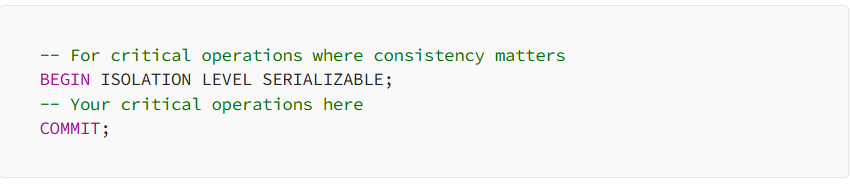 -- For critical operations where consistency matters
BEGIN ISOLATION LEVEL SERIALIZABLE;
-- Your critical operations here
COMMIT;